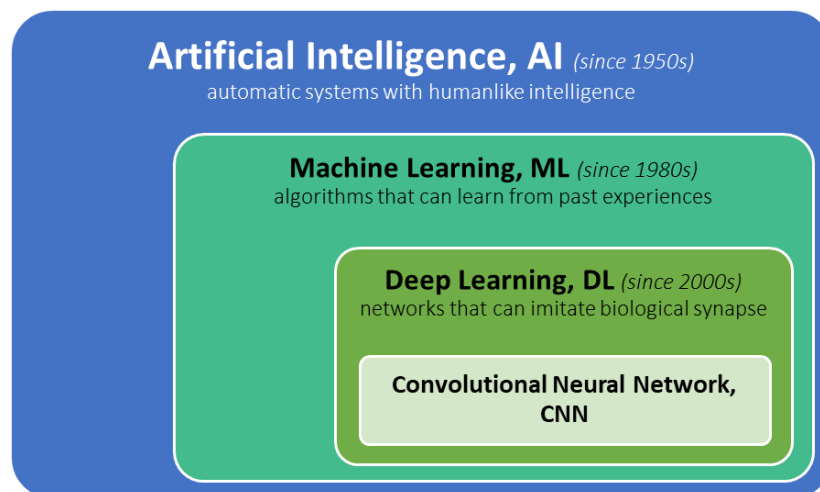 Artificial Intelligence, AI (since 1950s)
automatic systems with humanlike intelligence
Machine Learning, ML (since 1980s)
algorithms that can learn from past experiences
Deep Learning, DL (since 2000s)
networks that can imitate biological synapse
Convolutional Neural Network,
CNN